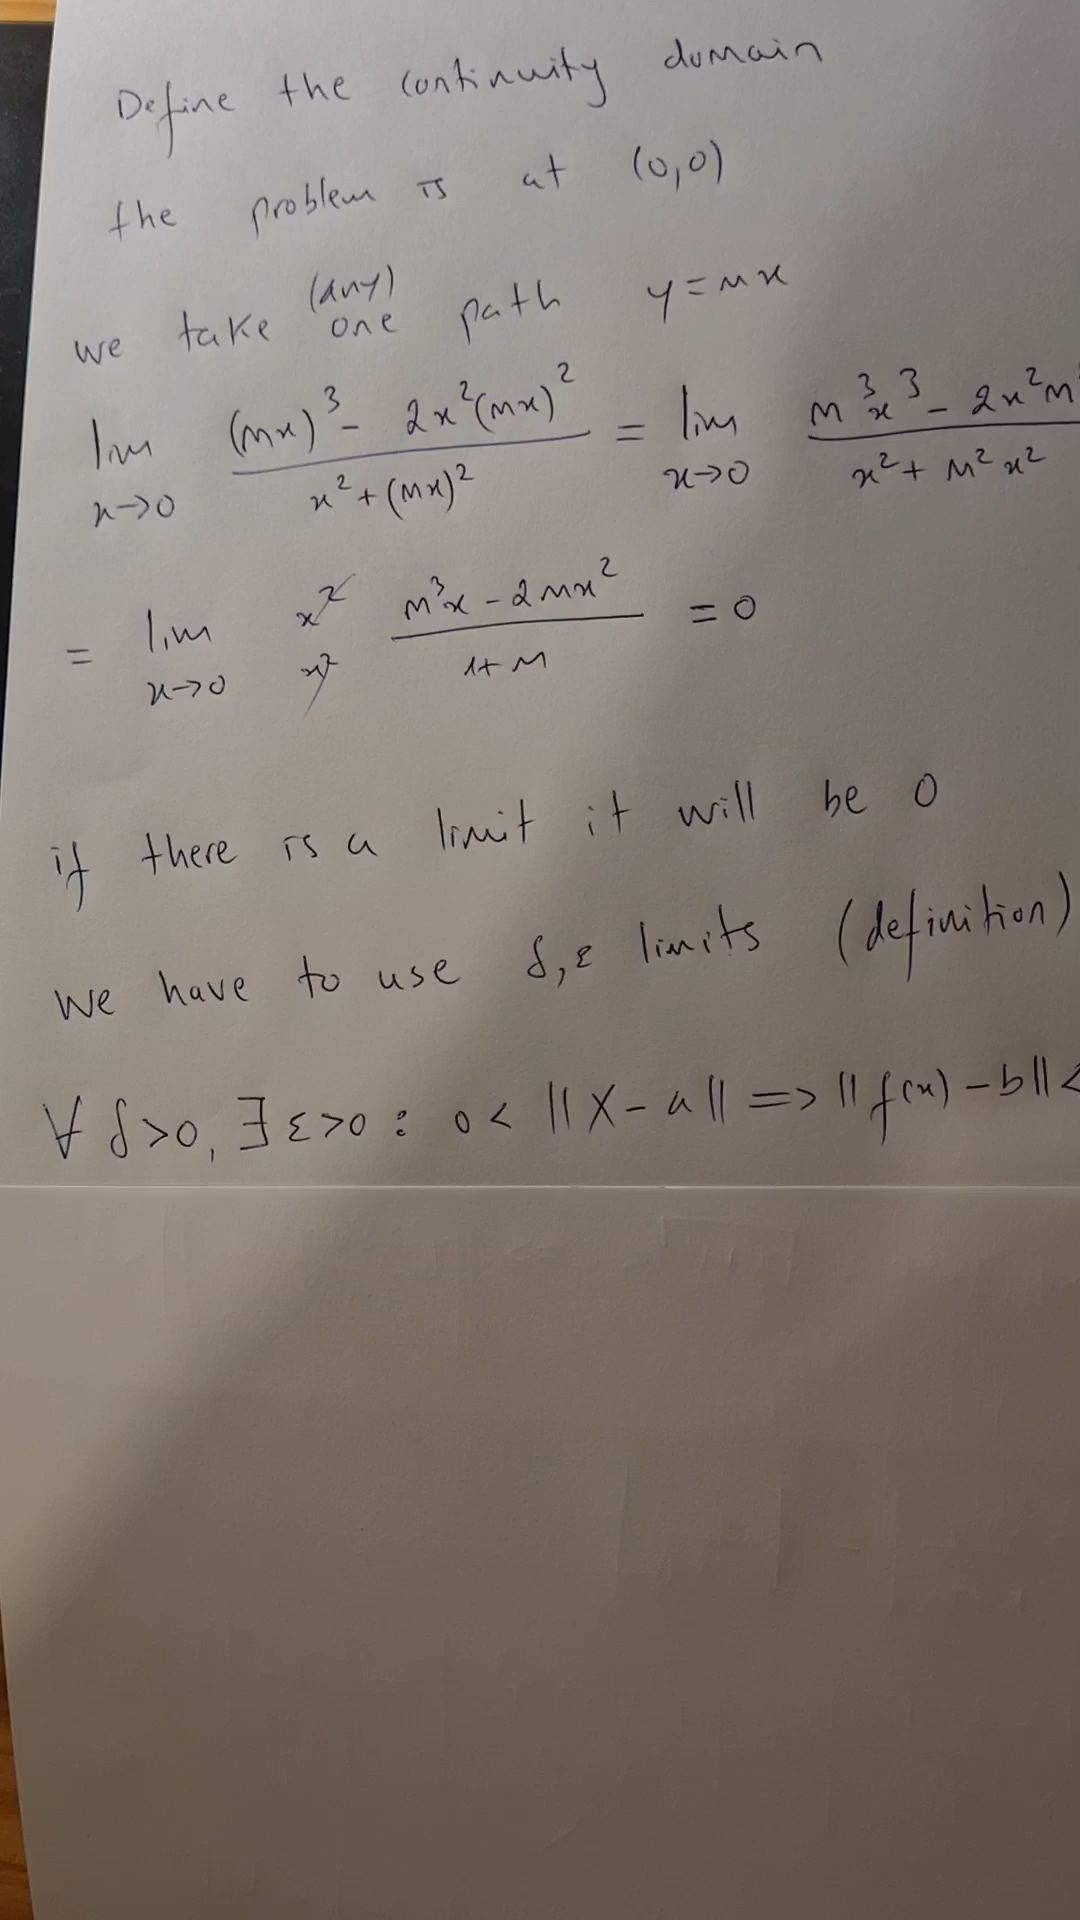 Define the continuity domain
the problem is at (0,0)
(any)
we take one path y=mx
lim x→0 ((mx)^3 - 2x^2(mx)^2)/(x^2+(mx)^2) = lim x→0 (m^3x^3 - 2x^2m^2)/(x^2+m^2x^2)
= lim x→0 x^2/x^2 (m^3x - 2mx^2)/(1+m) = 0
if there is a limit it will be 0
we have to use δ,ε limits (definition)
∀ δ>0, ∃ ε>0 : 0 < ||X-a|| => ||f(x)-b|| <